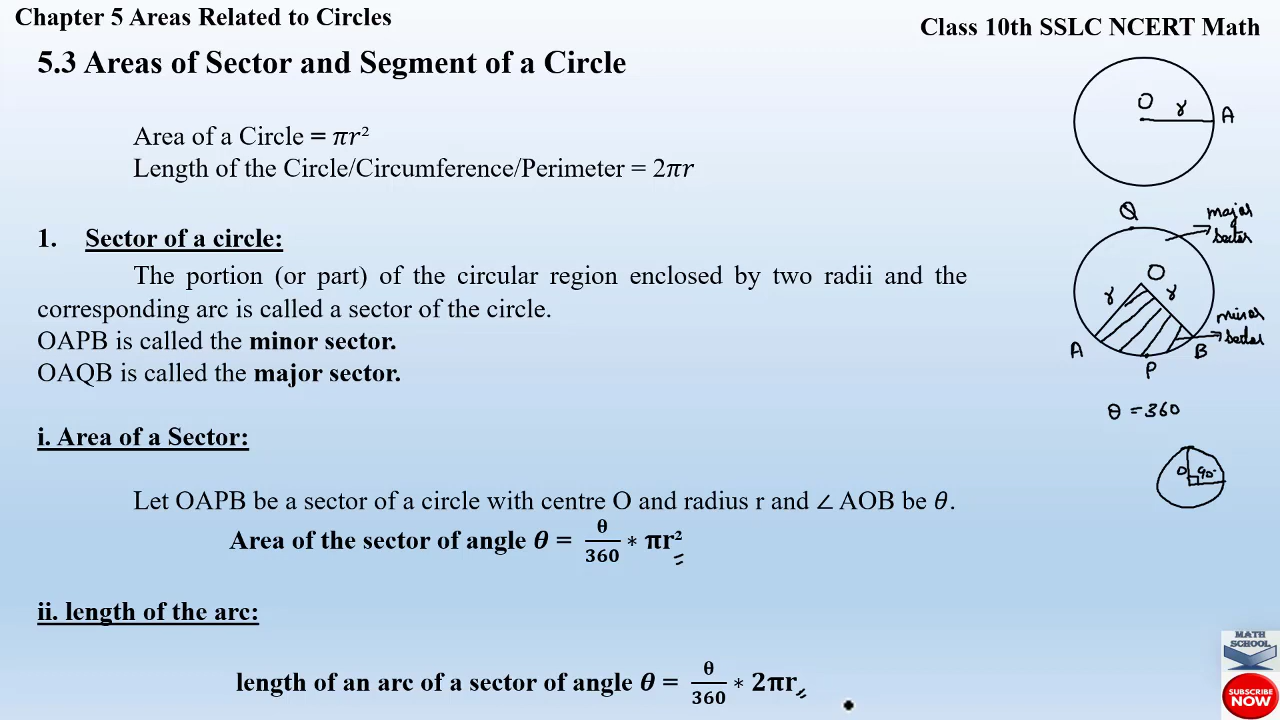 Chapter 5 Areas Related to Circles
Class 10th SSLC NCERT Math
5.3 Areas of Sector and Segment of a Circle
Area of a Circle = πr²
Length of the Circle/Circumference/Perimeter = 2πr
1. Sector of a circle:
The portion (or part) of the circular region enclosed by two radii and the
corresponding arc is called a sector of the circle.
OAPB is called the minor sector.
OAQB is called the major sector.
i. Area of a Sector:
Let OAPB be a sector of a circle with centre O and radius r and ∠ AOB be θ.
Area of the sector of angle θ = θ/360 * πr²
ii. length of the arc:
length of an arc of a sector of angle θ = θ/360 * 2πr
O r A
Q
major
sector
O
r r
minor
sector
A B
P
θ = 360
O 90°
MATH
SCHOOL
SUBSCRIBE
NOW